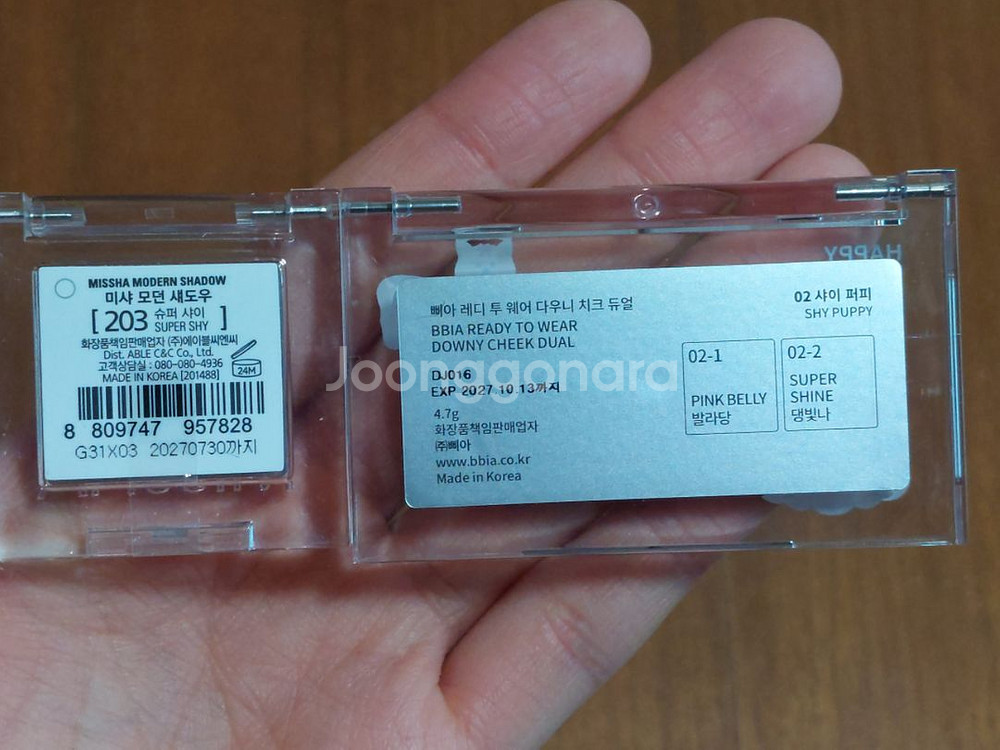 MISSHA MODERN SHADOW
미샤 모던 섀도우
[ 203 슈퍼 샤이 SUPER SHY ]
화장품책임판매업자 (주)에이블씨엔씨
Dist. ABLE C&C Co., Ltd.
고객상담실 : 080-080-4936
MADE IN KOREA [201488]
24M
8 809747 957828
G31X03 20270730까지
HAPPY
삐아 레디 투 웨어 다우니 치크 듀얼
BBIA READY TO WEAR
DOWNY CHEEK DUAL
DJ016
EXP 2027.10.13까지
4.7g
화장품책임판매업자
㈜삐아
www.bbia.co.kr
Made in Korea
02 샤이 퍼피
SHY PUPPY
02-1
PINK BELLY
발라당
02-2
SUPER
SHINE
댕빛나
Joonggonara